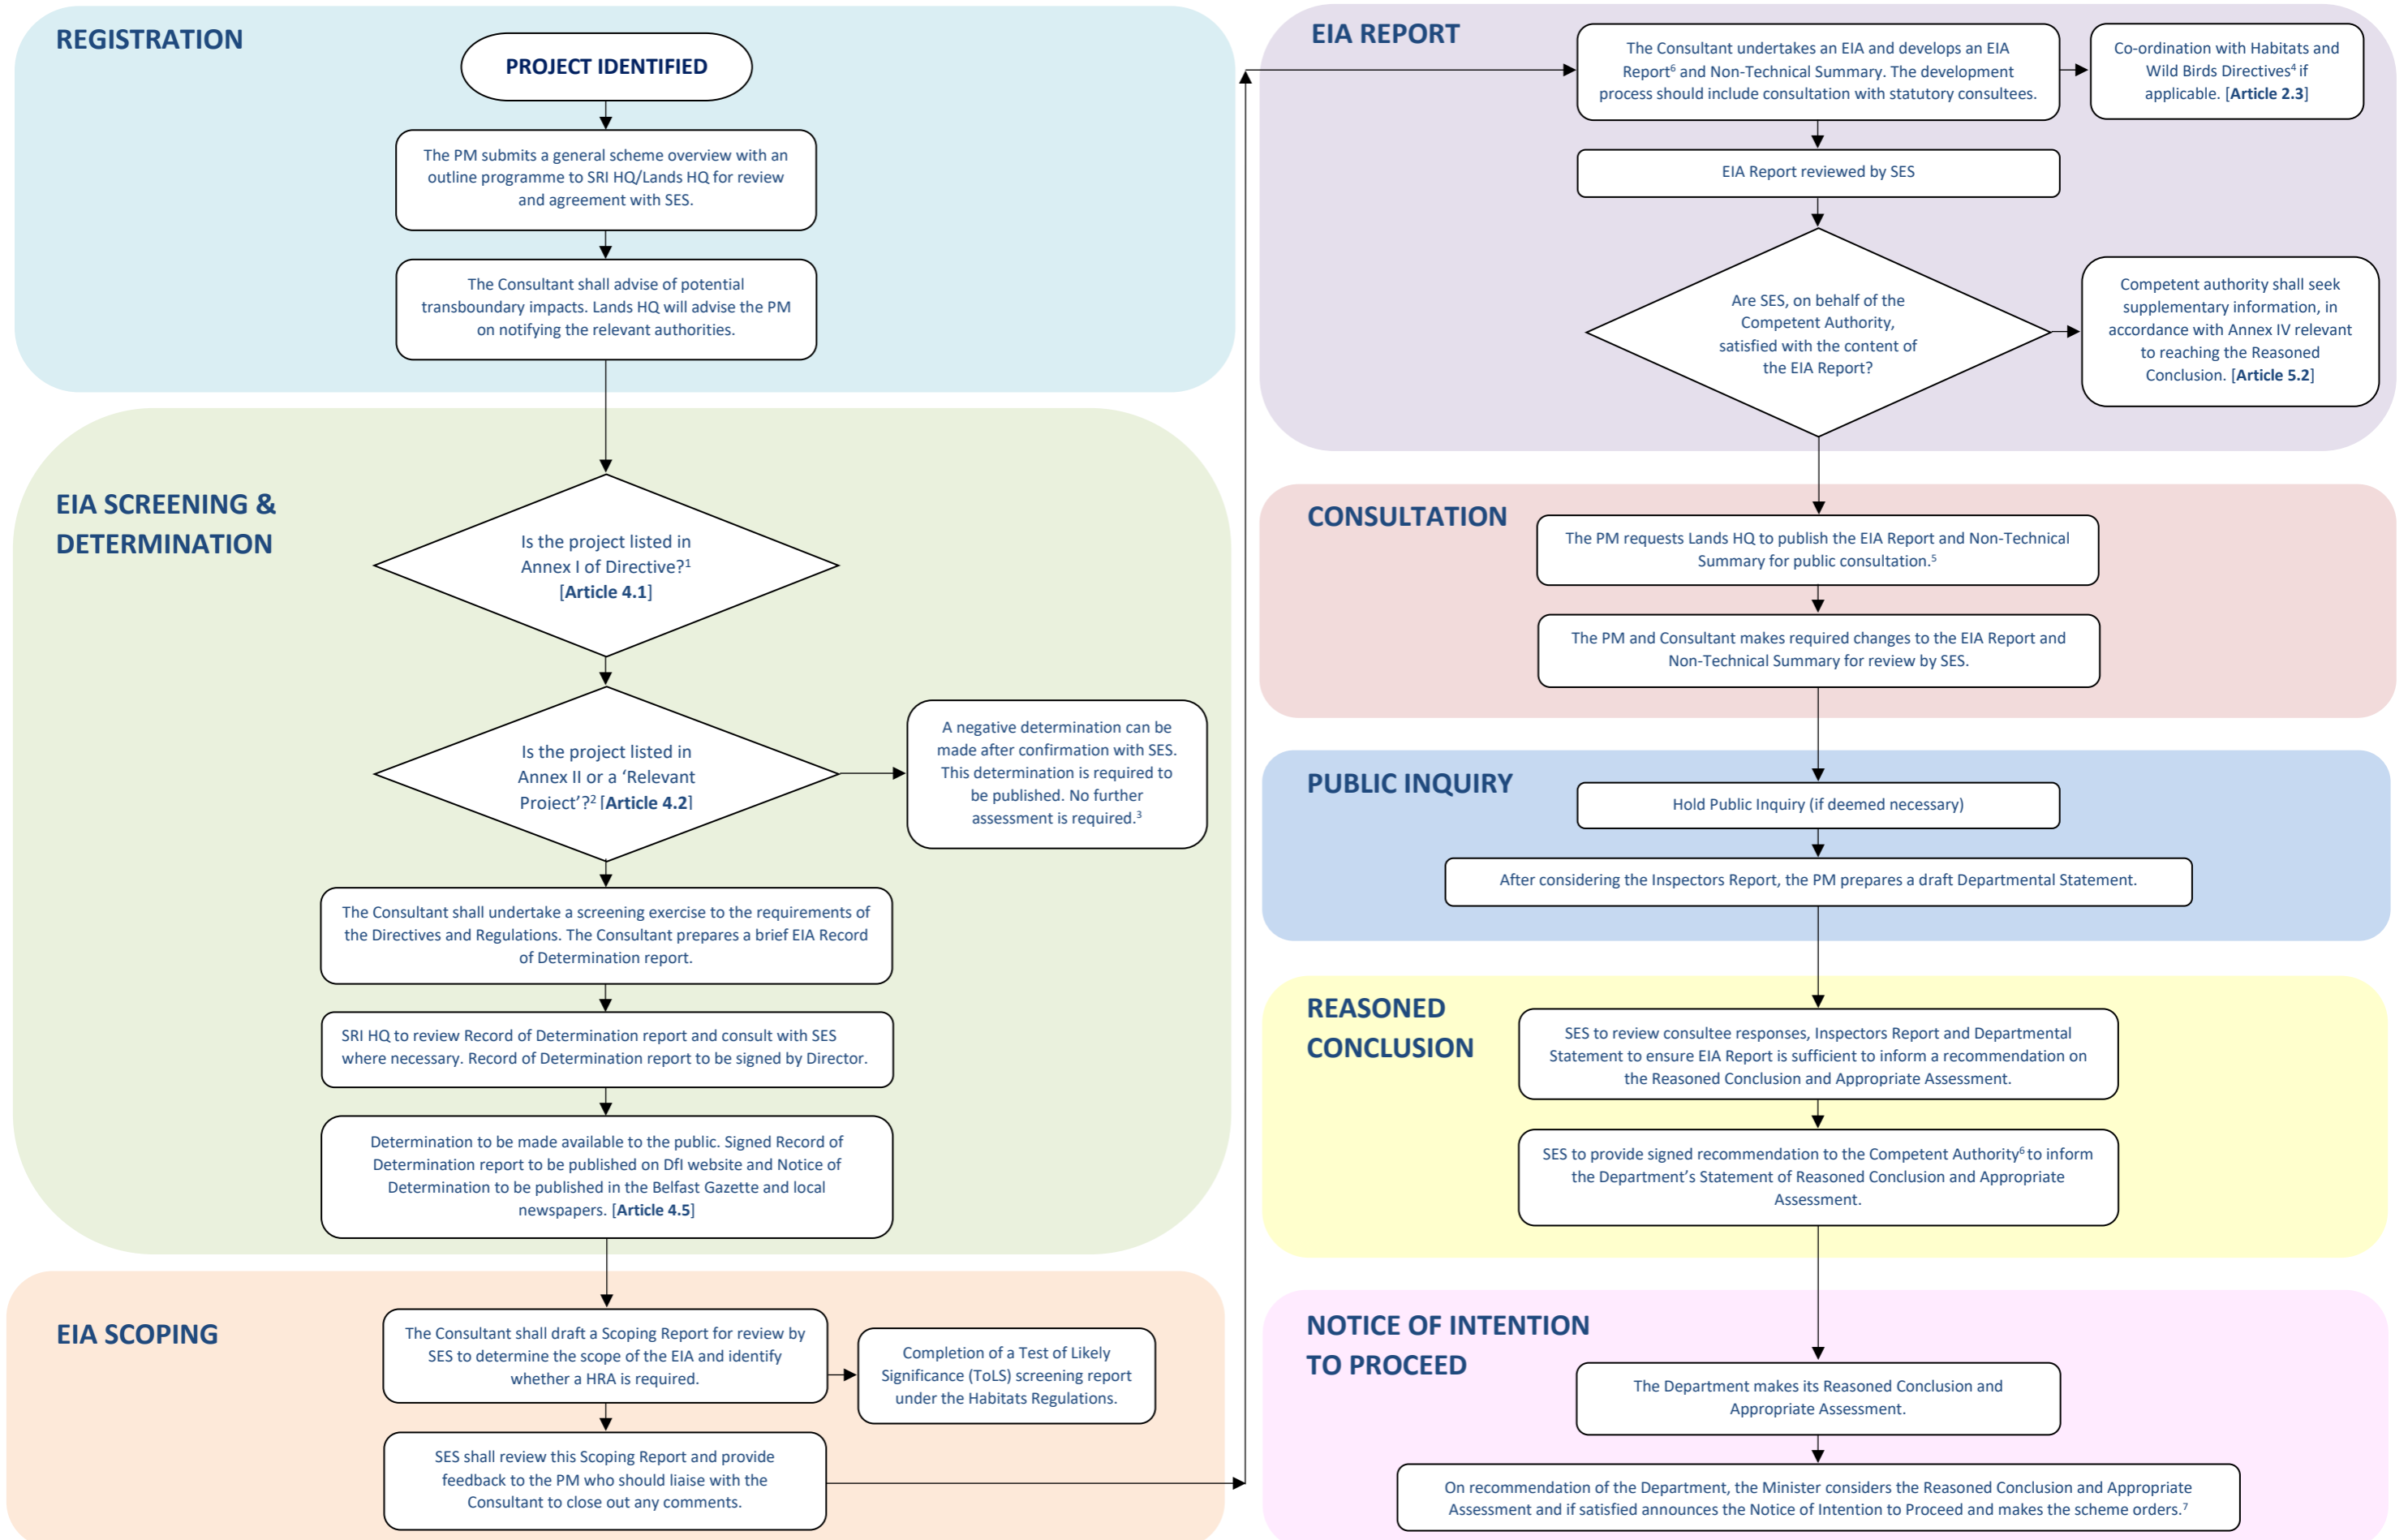 REGISTRATION
PROJECT IDENTIFIED
The PM submits a general scheme overview with an
outline programme to SRI HQ/Lands HQ for review
and agreement with SES.
The Consultant shall advise of potential
transboundary impacts. Lands HQ will advise the PM
on notifying the relevant authorities.
EIA SCREENING &
DETERMINATION
Is the project listed in
Annex I of Directive?¹
[Article 4.1]
Is the project listed in
Annex II or a ‘Relevant
Project’?² [Article 4.2]
A negative determination can be
made after confirmation with SES.
This determination is required to
be published. No further
assessment is required.³
The Consultant shall undertake a screening exercise to the requirements of
the Directives and Regulations. The Consultant prepares a brief EIA Record
of Determination report.
SRI HQ to review Record of Determination report and consult with SES
where necessary. Record of Determination report to be signed by Director.
Determination to be made available to the public. Signed Record of
Determination report to be published on DfI website and Notice of
Determination to be published in the Belfast Gazette and local
newspapers. [Article 4.5]
EIA SCOPING
The Consultant shall draft a Scoping Report for review by
SES to determine the scope of the EIA and identify
whether a HRA is required.
Completion of a Test of Likely
Significance (ToLS) screening report
under the Habitats Regulations.
SES shall review this Scoping Report and provide
feedback to the PM who should liaise with the
Consultant to close out any comments.
EIA REPORT
The Consultant undertakes an EIA and develops an EIA
Report⁶ and Non-Technical Summary. The development
process should include consultation with statutory consultees.
Co-ordination with Habitats and
Wild Birds Directives⁴ if
applicable. [Article 2.3]
EIA Report reviewed by SES
Are SES, on behalf of the
Competent Authority,
satisfied with the content of
the EIA Report?
Competent authority shall seek
supplementary information, in
accordance with Annex IV relevant
to reaching the Reasoned
Conclusion. [Article 5.2]
CONSULTATION
The PM requests Lands HQ to publish the EIA Report and Non-Technical
Summary for public consultation.⁵
The PM and Consultant makes required changes to the EIA Report and
Non-Technical Summary for review by SES.
PUBLIC INQUIRY
Hold Public Inquiry (if deemed necessary)
After considering the Inspectors Report, the PM prepares a draft Departmental Statement.
REASONED
CONCLUSION
SES to review consultee responses, Inspectors Report and Departmental
Statement to ensure EIA Report is sufficient to inform a recommendation on
the Reasoned Conclusion and Appropriate Assessment.
SES to provide signed recommendation to the Competent Authority⁶ to inform
the Department’s Statement of Reasoned Conclusion and Appropriate
Assessment.
NOTICE OF INTENTION
TO PROCEED
The Department makes its Reasoned Conclusion and
Appropriate Assessment.
On recommendation of the Department, the Minister considers the Reasoned Conclusion and Appropriate
Assessment and if satisfied announces the Notice of Intention to Proceed and makes the scheme orders.⁷